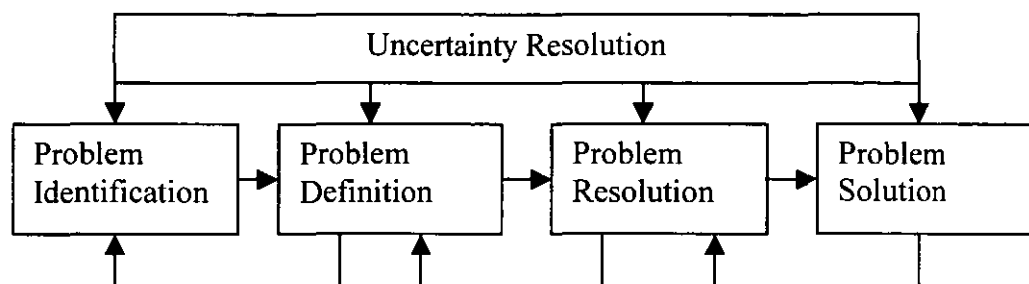 Uncertainty Resolution
Problem
Identification
Problem
Definition
Problem
Resolution
Problem
Solution